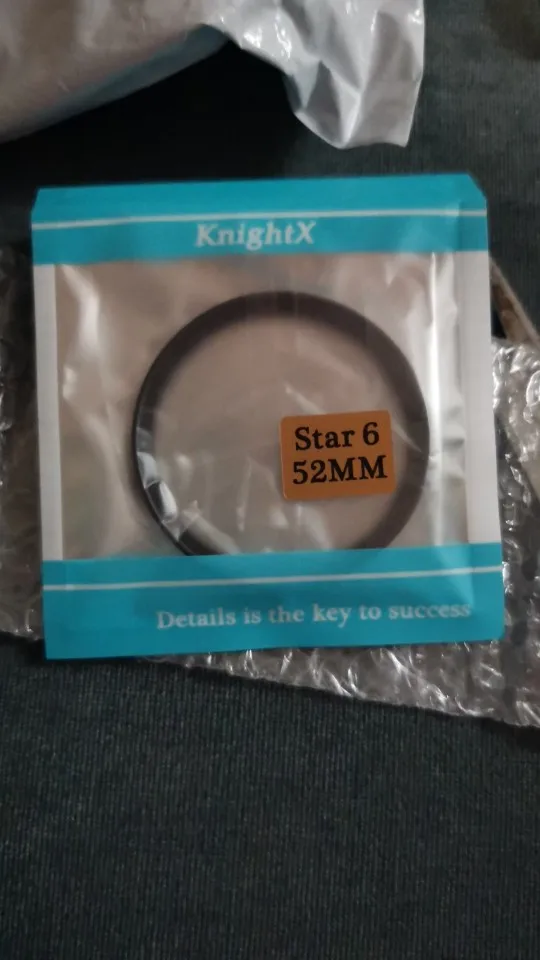 KnightX
Star 6
52MM
Details is the key to success